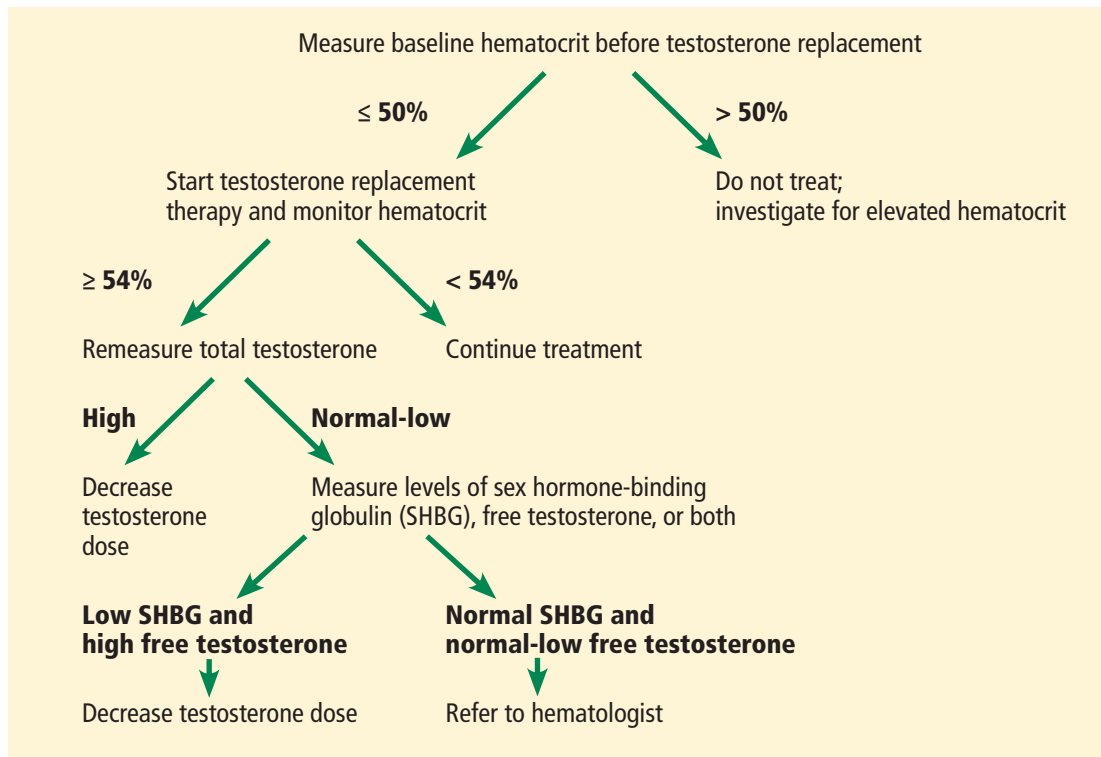 Measure baseline hematocrit before testosterone replacement
≤ 50%
> 50%
Start testosterone replacement
therapy and monitor hematocrit
Do not treat;
investigate for elevated hematocrit
≥ 54%
< 54%
Remeasure total testosterone
Continue treatment
High
Normal-low
Decrease
testosterone
dose
Measure levels of sex hormone-binding
globulin (SHBG), free testosterone, or both
Low SHBG and
high free testosterone
Normal SHBG and
normal-low free testosterone
Decrease testosterone dose
Refer to hematologist